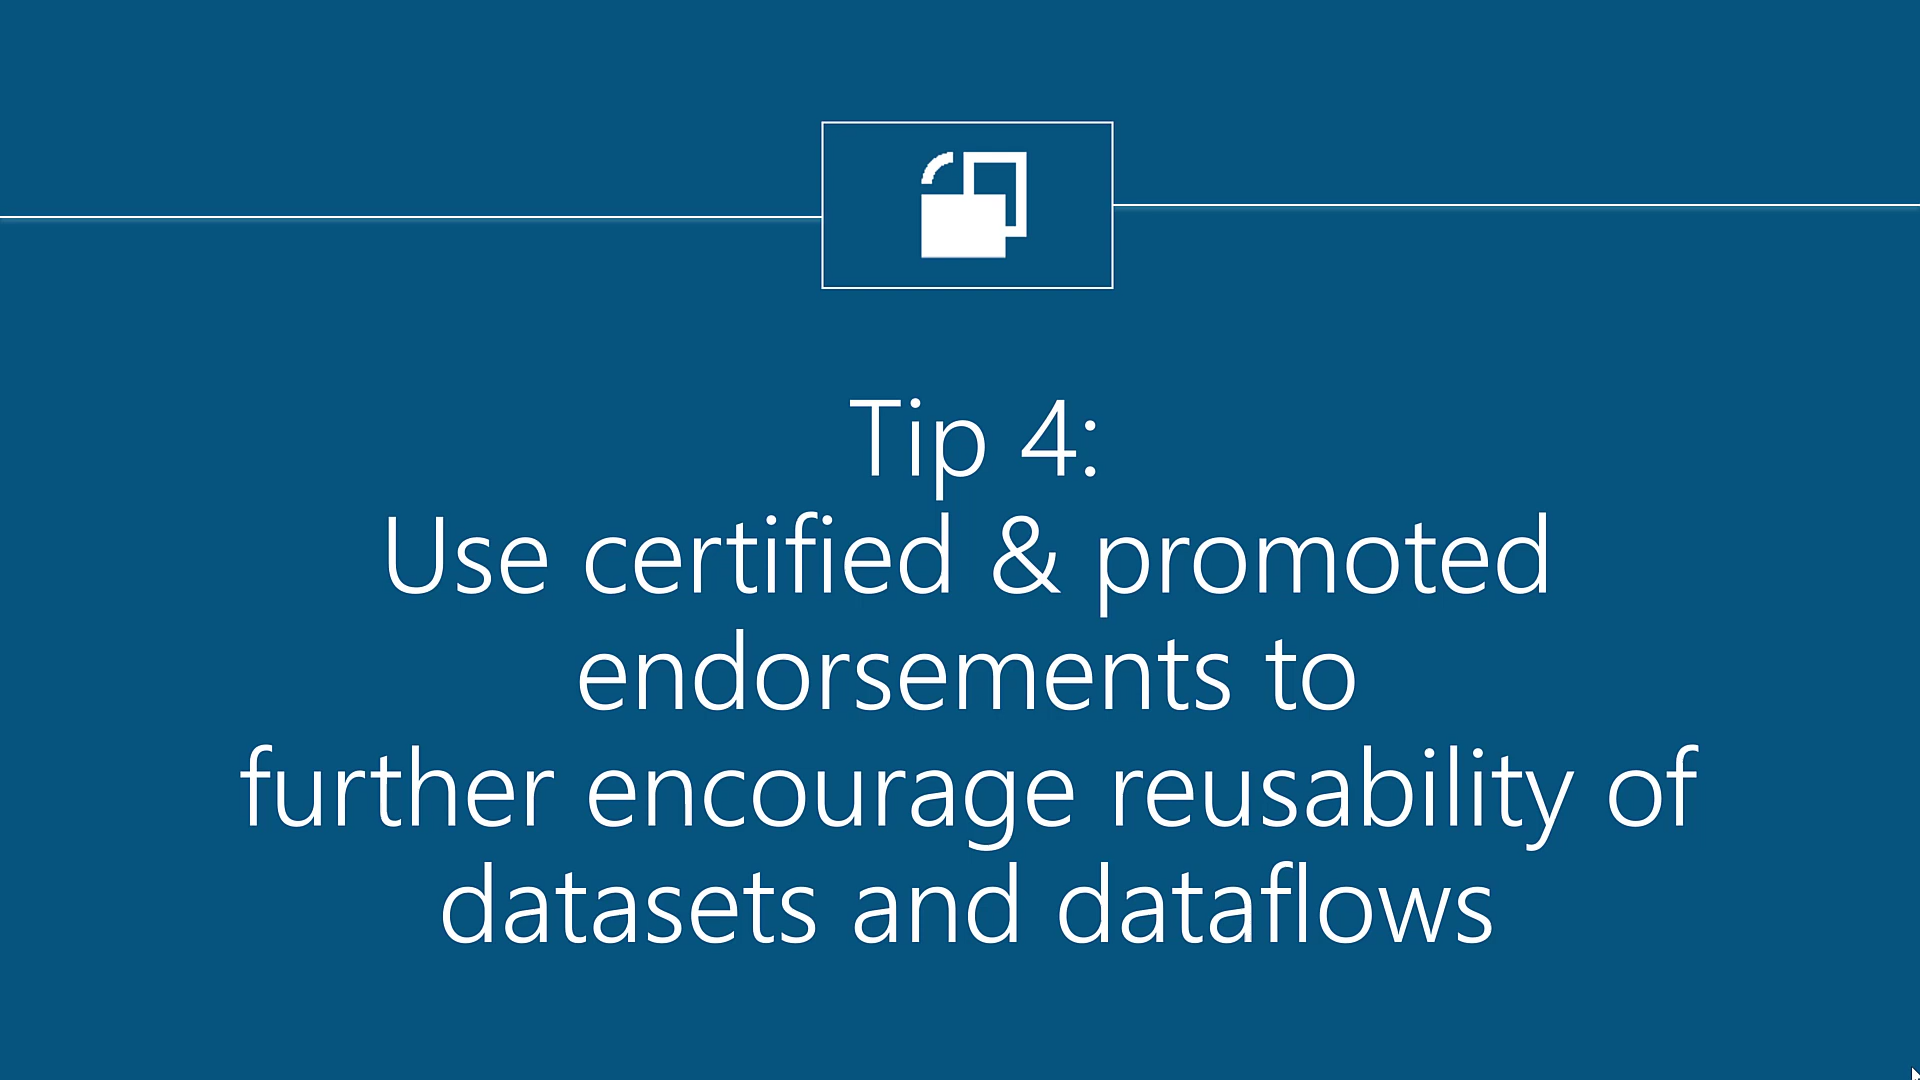 Tip 4:
Use certified & promoted
endorsements to
further encourage reusability of
datasets and dataflows